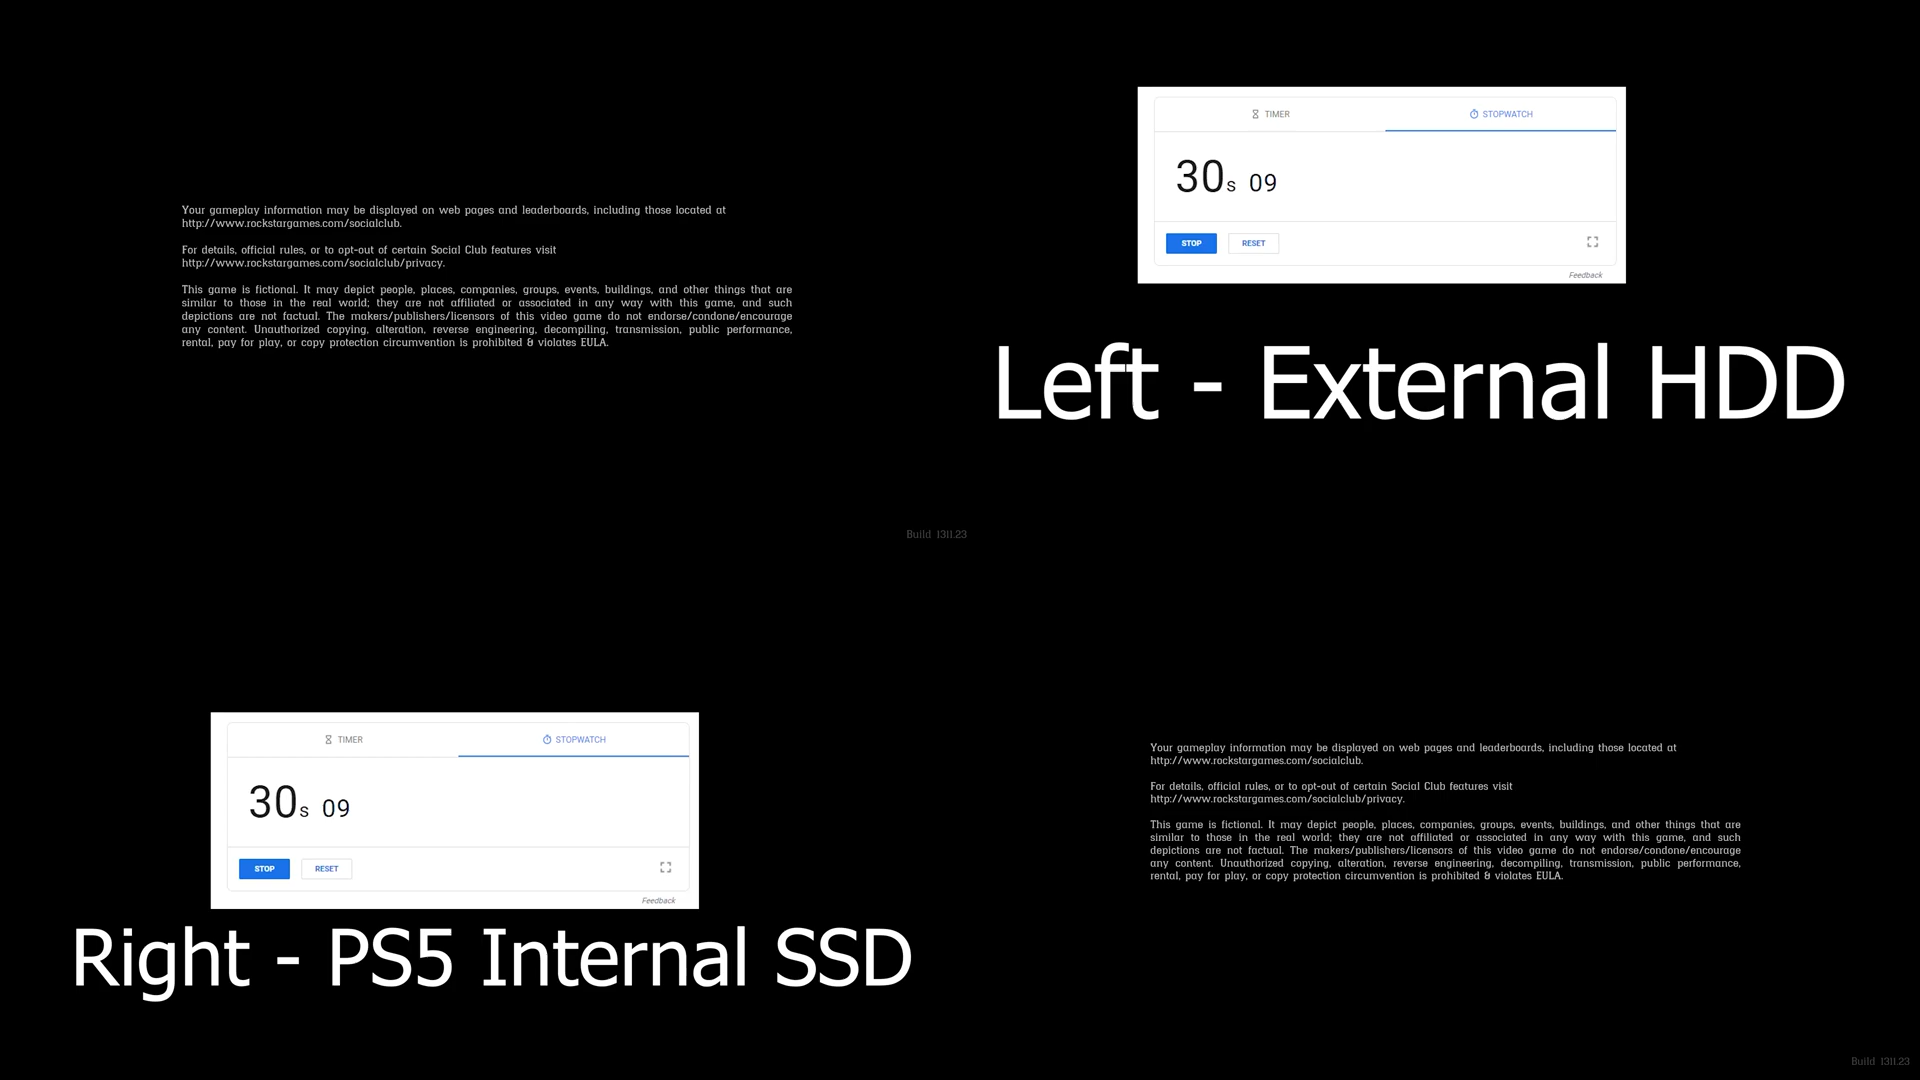 TIMER
STOPWATCH
30s 09
STOP
RESET
Feedback
Your gameplay information may be displayed on web pages and leaderboards, including those located at
http://www.rockstargames.com/socialclub.
For details, official rules, or to opt-out of certain Social Club features visit
http://www.rockstargames.com/socialclub/privacy.
This game is fictional. It may depict people, places, companies, groups, events, buildings, and other things that are
similar to those in the real world; they are not affiliated or associated in any way with this game, and such
depictions are not factual. The makers/publishers/licensors of this video game do not endorse/condone/encourage
any content. Unauthorized copying, alteration, reverse engineering, decompiling, transmission, public performance,
rental, pay for play, or copy protection circumvention is prohibited & violates EULA.
Left - External HDD
Build 1311.23
TIMER
STOPWATCH
30s 09
STOP
RESET
Feedback
Right - PS5 Internal SSD
Your gameplay information may be displayed on web pages and leaderboards, including those located at
http://www.rockstargames.com/socialclub.
For details, official rules, or to opt-out of certain Social Club features visit
http://www.rockstargames.com/socialclub/privacy.
This game is fictional. It may depict people, places, companies, groups, events, buildings, and other things that are
similar to those in the real world; they are not affiliated or associated in any way with this game, and such
depictions are not factual. The makers/publishers/licensors of this video game do not endorse/condone/encourage
any content. Unauthorized copying, alteration, reverse engineering, decompiling, transmission, public performance,
rental, pay for play, or copy protection circumvention is prohibited & violates EULA.
Build 1311.23